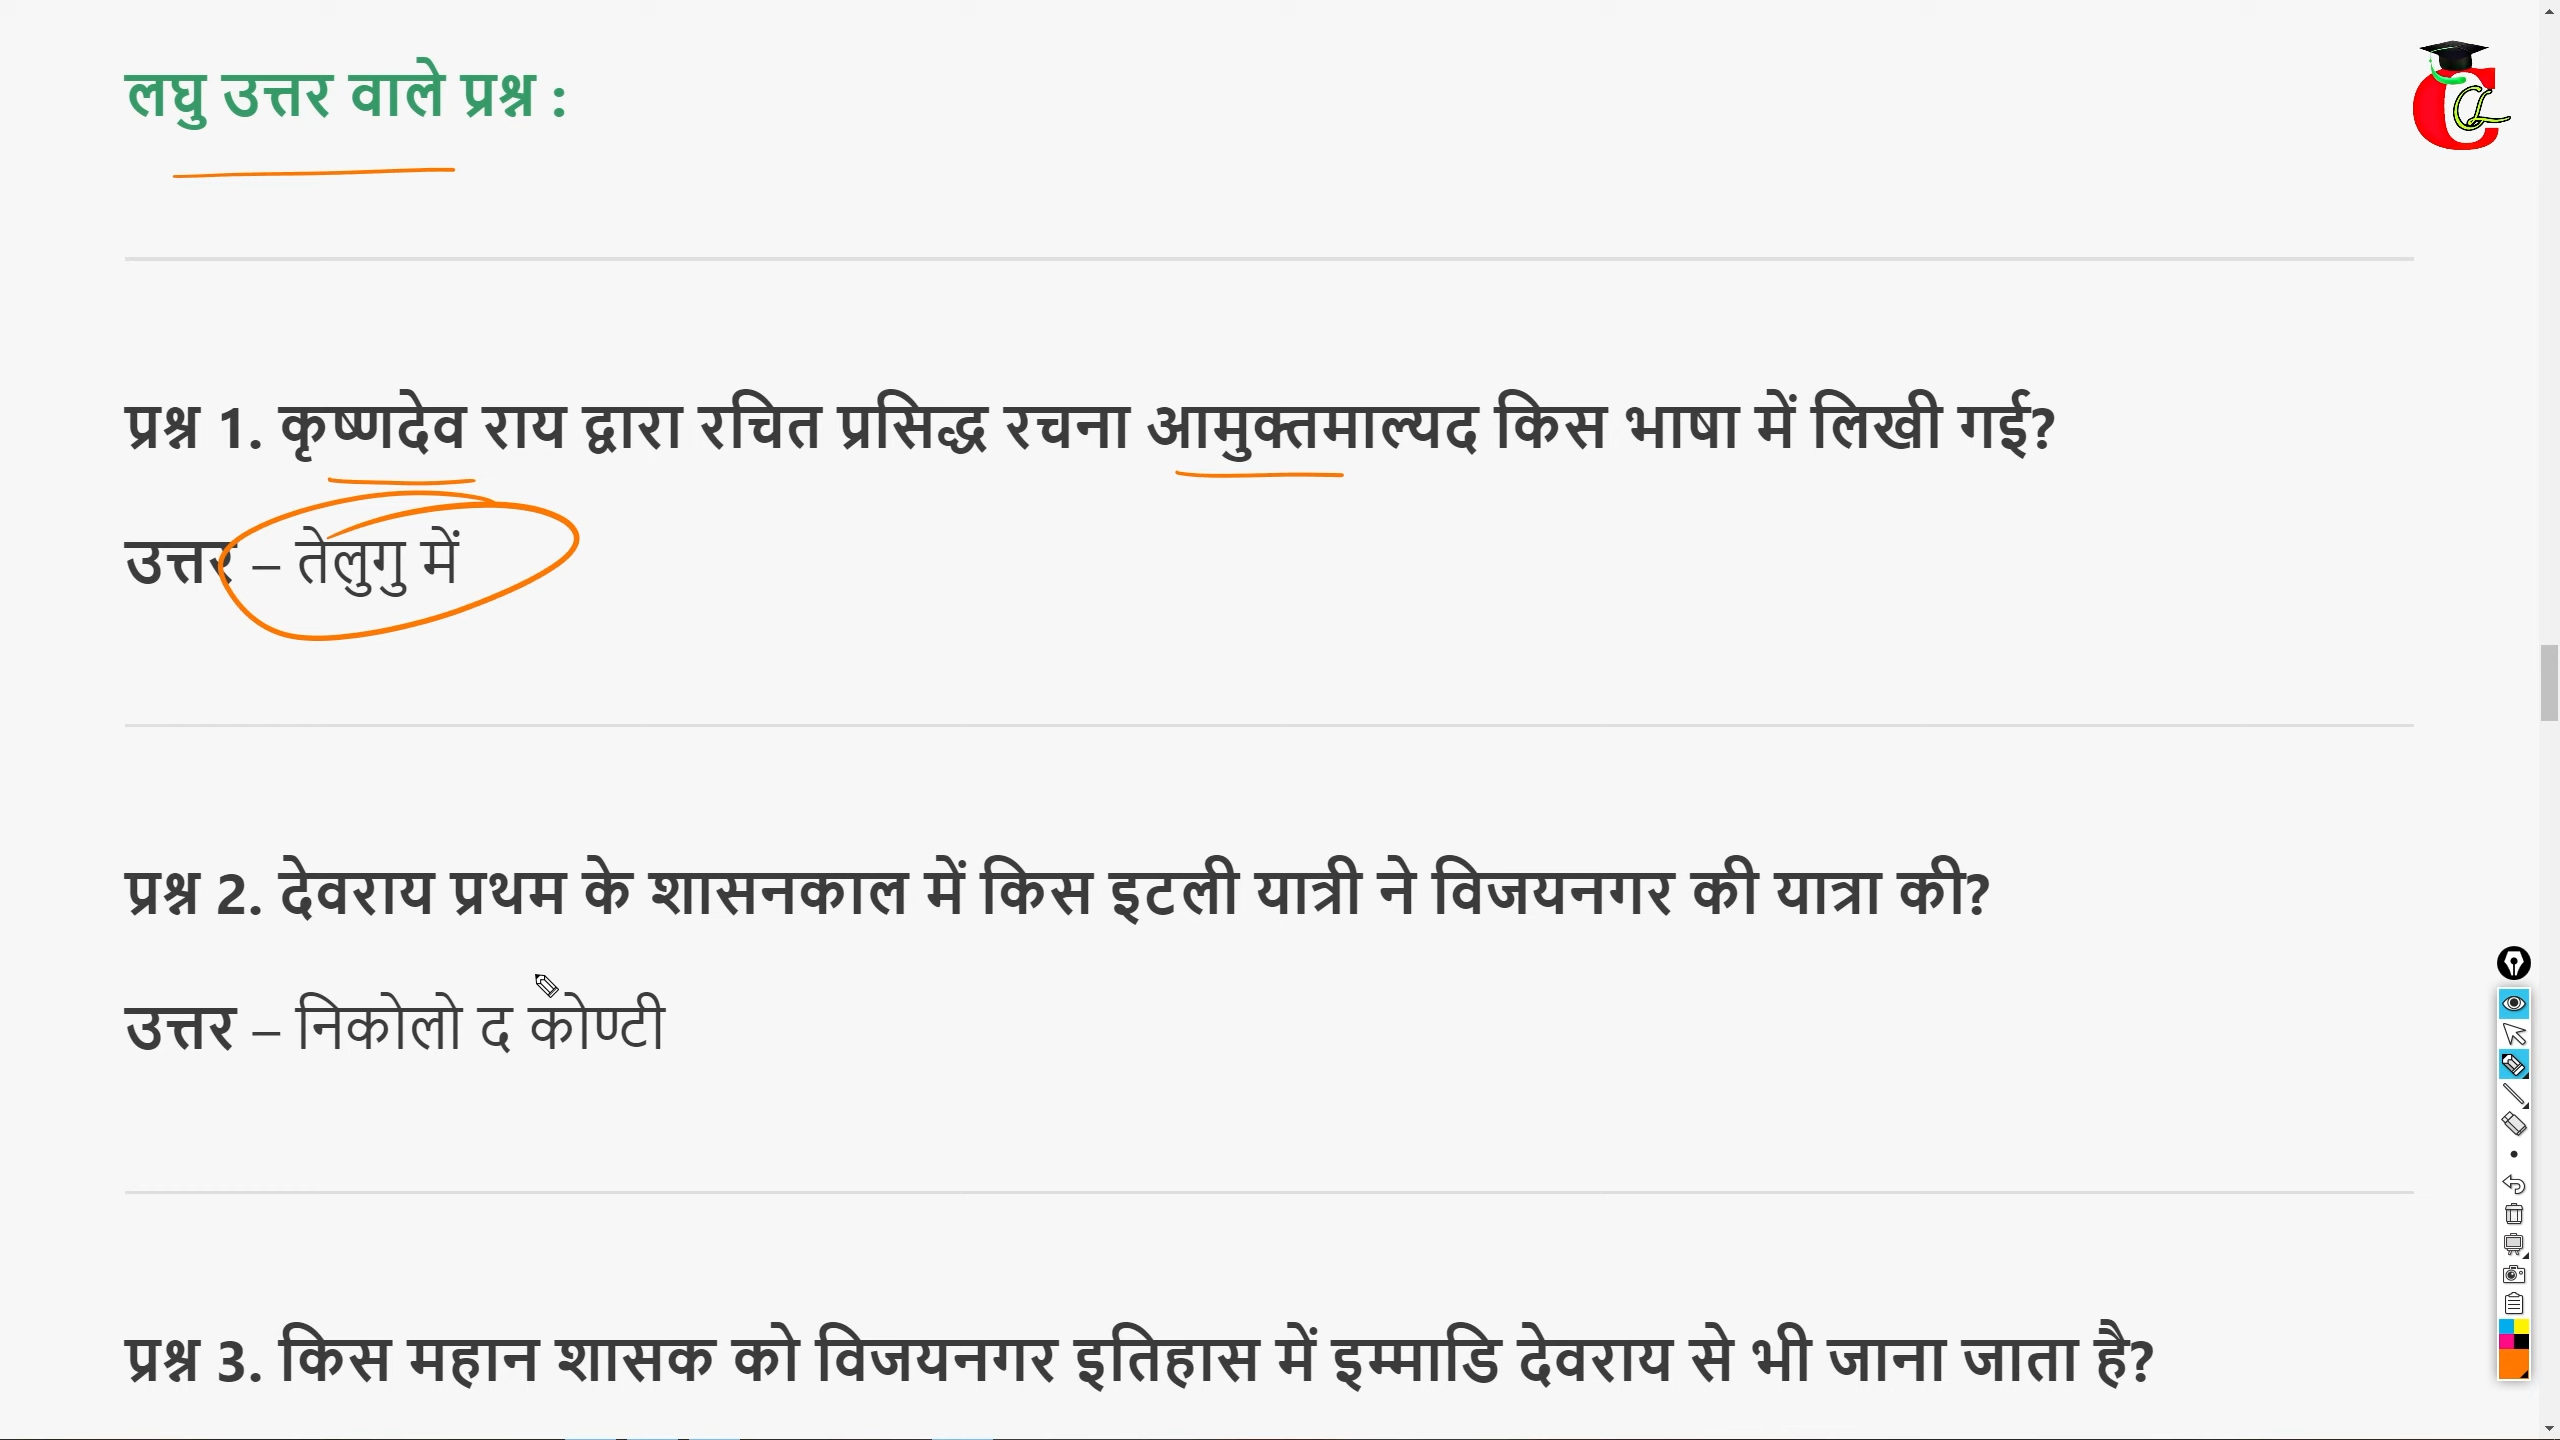 लघु उत्तर वाले प्रश्न :
प्रश्न 1. कृष्णदेव राय द्वारा रचित प्रसिद्ध रचना आमुक्तमाल्यद किस भाषा में लिखी गई?
उत्तर – तेलुगु में
प्रश्न 2. देवराय प्रथम के शासनकाल में किस इटली यात्री ने विजयनगर की यात्रा की?
उत्तर – निकोलो द कोण्टी
प्रश्न 3. किस महान शासक को विजयनगर इतिहास में इम्माडि देवराय से भी जाना जाता है?